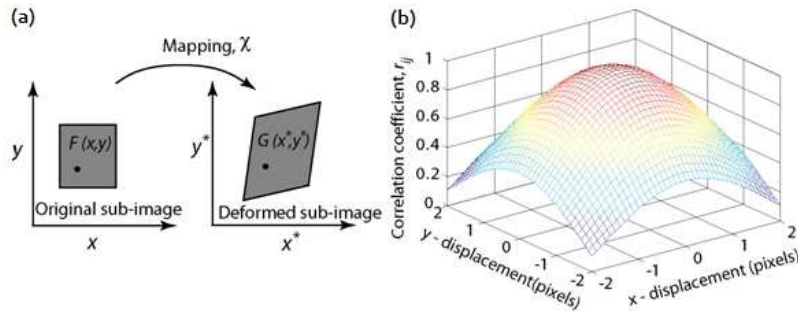 (a)
Mapping, χ
y
F (x,y)
Original sub-image
x
y*
G (x*,y*)
Deformed sub-image
x*
(b)
Correlation coefficient, rij
1
0.8
0.6
0.4
0.2
0
2
1
0
-1
-2
y - displacement(pixels)
-2
-1
0
1
2
x - displacement (pixels)